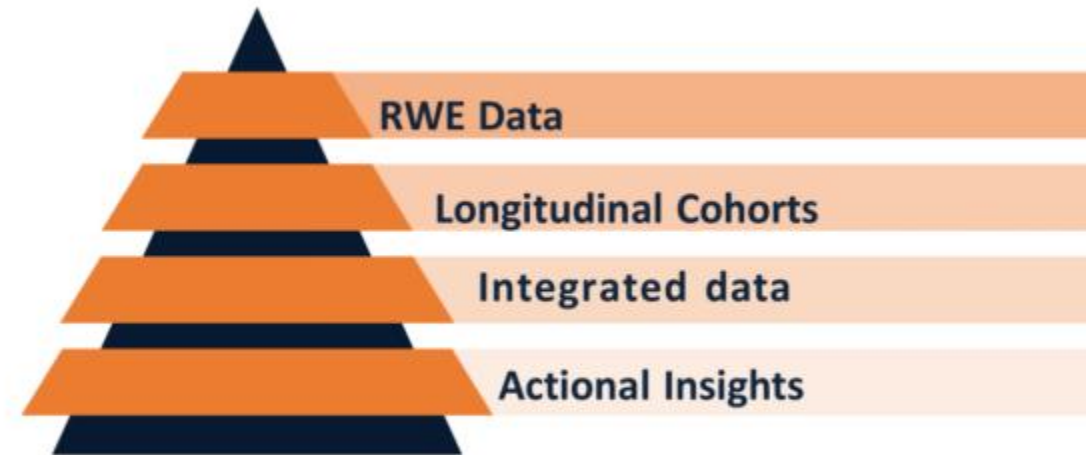 RWE Data
Longitudinal Cohorts
Integrated data
Actional Insights